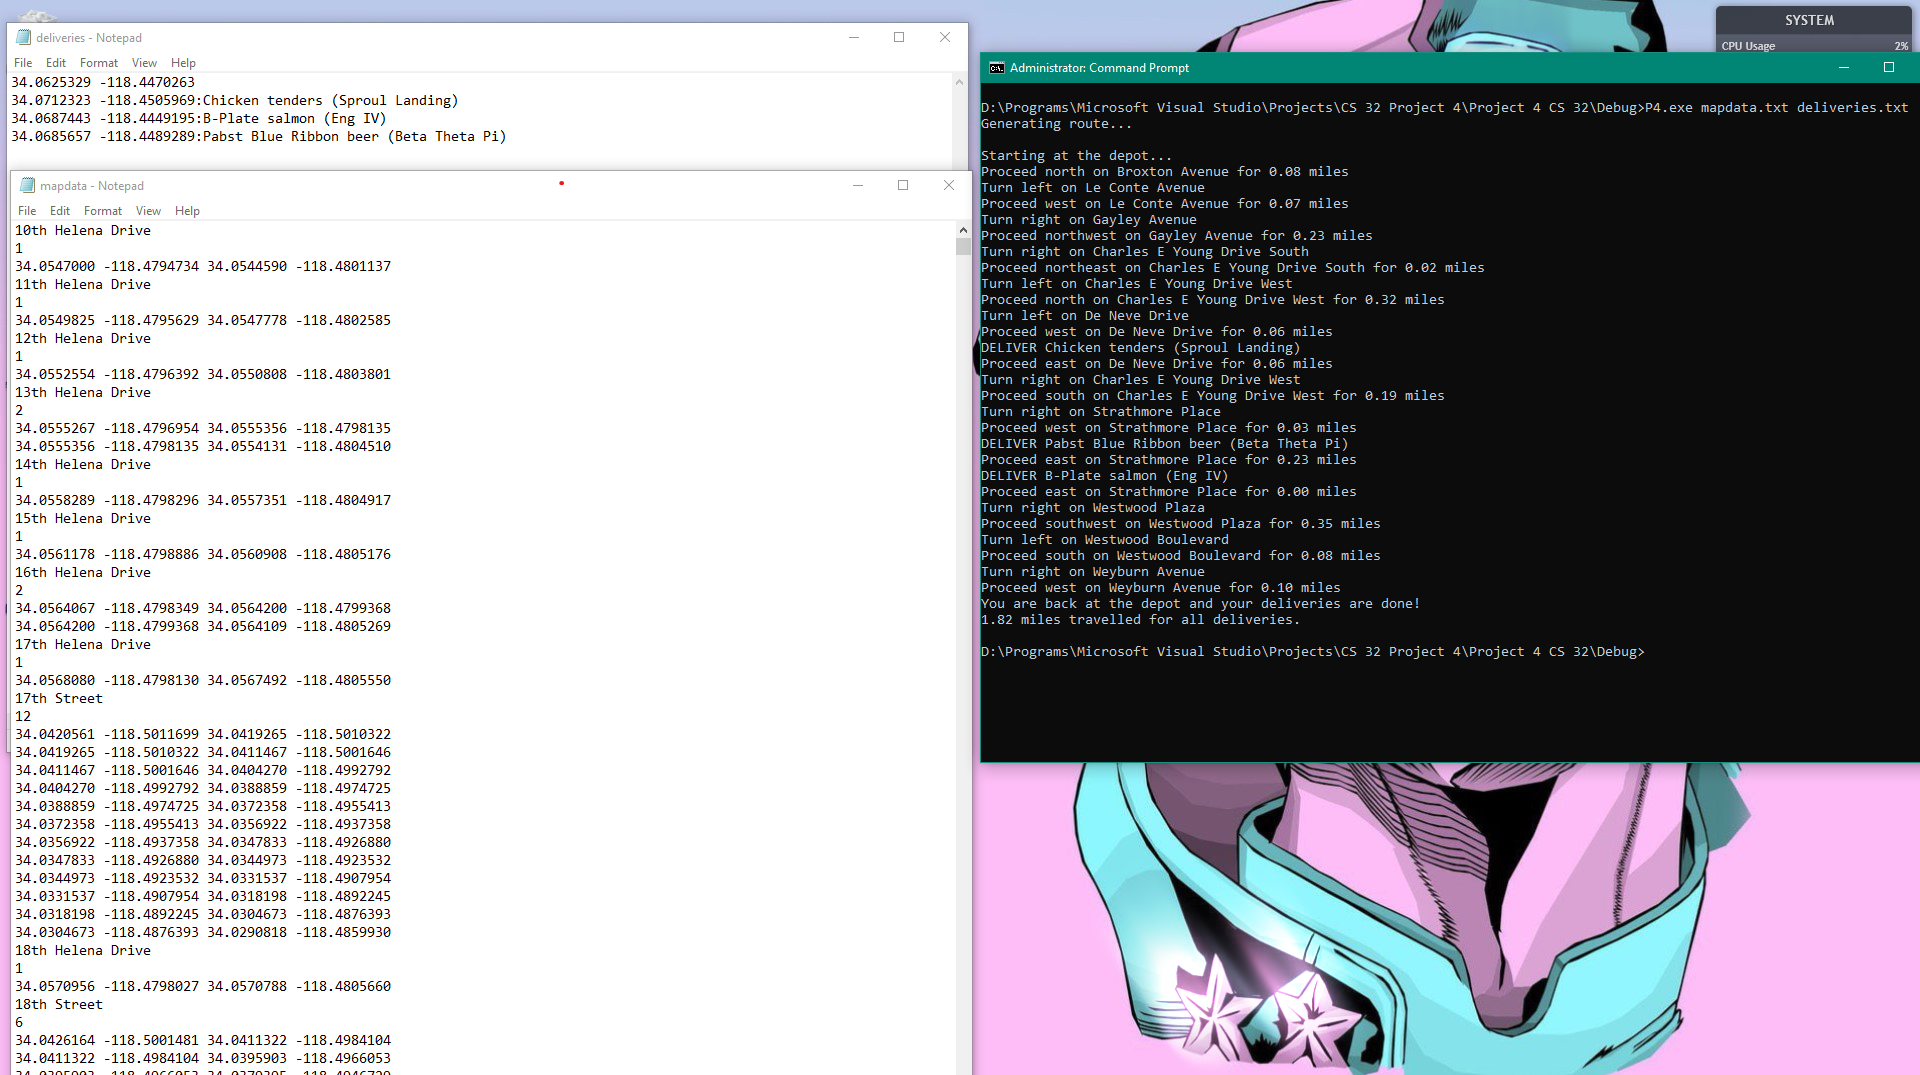 deliveries - Notepad
File Edit Format View Help
34.0625329 -118.4470263
34.0712323 -118.4505969:Chicken tenders (Sproul Landing)
34.0687443 -118.4449195:B-Plate salmon (Eng IV)
34.0685657 -118.4489289:Pabst Blue Ribbon beer (Beta Theta Pi)
mapdata - Notepad
File Edit Format View Help
10th Helena Drive
1
34.0547000 -118.4794734 34.0544590 -118.4801137
11th Helena Drive
1
34.0549825 -118.4795629 34.0547778 -118.4802585
12th Helena Drive
1
34.0552554 -118.4796392 34.0550808 -118.4803801
13th Helena Drive
2
34.0555267 -118.4796954 34.0555356 -118.4798135
34.0555356 -118.4798135 34.0554131 -118.4804510
14th Helena Drive
1
34.0558289 -118.4798296 34.0557351 -118.4804917
15th Helena Drive
1
34.0561178 -118.4798886 34.0560908 -118.4805176
16th Helena Drive
2
34.0564067 -118.4798349 34.0564200 -118.4799368
34.0564200 -118.4799368 34.0564109 -118.4805269
17th Helena Drive
1
34.0568080 -118.4798130 34.0567492 -118.4805550
17th Street
12
34.0420561 -118.5011699 34.0419265 -118.5010322
34.0419265 -118.5010322 34.0411467 -118.5001646
34.0411467 -118.5001646 34.0404270 -118.4992792
34.0404270 -118.4992792 34.0388859 -118.4974725
34.0388859 -118.4974725 34.0372358 -118.4955413
34.0372358 -118.4955413 34.0356922 -118.4937358
34.0356922 -118.4937358 34.0347833 -118.4926880
34.0347833 -118.4926880 34.0344973 -118.4923532
34.0344973 -118.4923532 34.0331537 -118.4907954
34.0331537 -118.4907954 34.0318198 -118.4892245
34.0318198 -118.4892245 34.0304673 -118.4876393
34.0304673 -118.4876393 34.0290818 -118.4859930
18th Helena Drive
1
34.0570956 -118.4798027 34.0570788 -118.4805660
18th Street
6
34.0426164 -118.5001481 34.0411322 -118.4984104
34.0411322 -118.4984104 34.0395903 -118.4966053
SYSTEM
CPU Usage 2%
Administrator: Command Prompt
D:\Programs\Microsoft Visual Studio\Projects\CS 32 Project 4\Project 4 CS 32\Debug>P4.exe mapdata.txt deliveries.txt
Generating route...
Starting at the depot...
Proceed north on Broxton Avenue for 0.08 miles
Turn left on Le Conte Avenue
Proceed west on Le Conte Avenue for 0.07 miles
Turn right on Gayley Avenue
Proceed northwest on Gayley Avenue for 0.23 miles
Turn right on Charles E Young Drive South
Proceed northeast on Charles E Young Drive South for 0.02 miles
Turn left on Charles E Young Drive West
Proceed north on Charles E Young Drive West for 0.32 miles
Turn left on De Neve Drive
Proceed west on De Neve Drive for 0.06 miles
DELIVER Chicken tenders (Sproul Landing)
Proceed east on De Neve Drive for 0.06 miles
Turn right on Charles E Young Drive West
Proceed south on Charles E Young Drive West for 0.19 miles
Turn right on Strathmore Place
Proceed west on Strathmore Place for 0.03 miles
DELIVER Pabst Blue Ribbon beer (Beta Theta Pi)
Proceed east on Strathmore Place for 0.23 miles
DELIVER B-Plate salmon (Eng IV)
Proceed east on Strathmore Place for 0.00 miles
Turn right on Westwood Plaza
Proceed southwest on Westwood Plaza for 0.35 miles
Turn left on Westwood Boulevard
Proceed south on Westwood Boulevard for 0.08 miles
Turn right on Weyburn Avenue
Proceed west on Weyburn Avenue for 0.10 miles
You are back at the depot and your deliveries are done!
1.82 miles travelled for all deliveries.
D:\Programs\Microsoft Visual Studio\Projects\CS 32 Project 4\Project 4 CS 32\Debug>